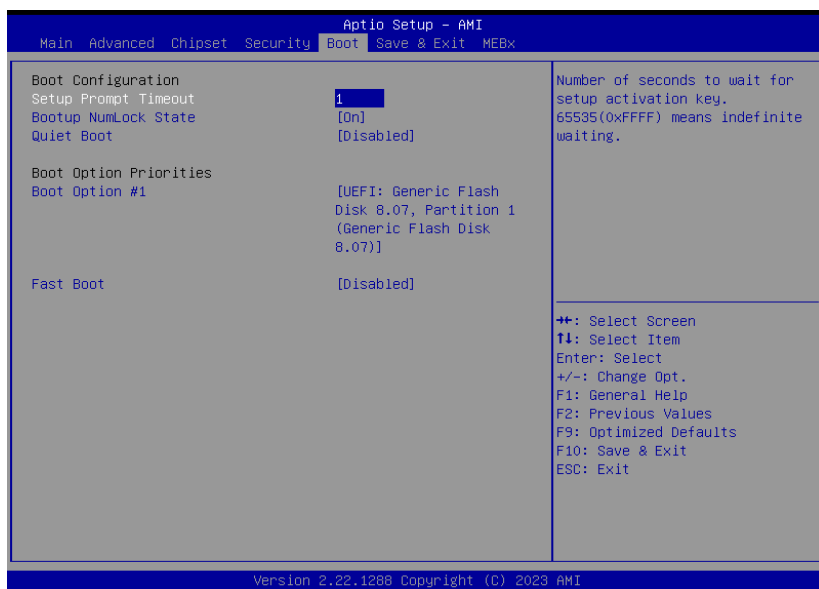 Aptio Setup - AMI
Main Advanced Chipset Security Boot Save & Exit MEBx
Boot Configuration
Setup Prompt Timeout 1
Bootup NumLock State [On]
Quiet Boot [Disabled]
Boot Option Priorities
Boot Option #1 [UEFI: Generic Flash
Disk 8.07, Partition 1
(Generic Flash Disk
8.07)]
Fast Boot [Disabled]
Number of seconds to wait for
setup activation key.
65535(0xFFFF) means indefinite
waiting.
→←: Select Screen
↑↓: Select Item
Enter: Select
+/-: Change Opt.
F1: General Help
F2: Previous Values
F9: Optimized Defaults
F10: Save & Exit
ESC: Exit
Version 2.22.1288 Copyright (C) 2023 AMI